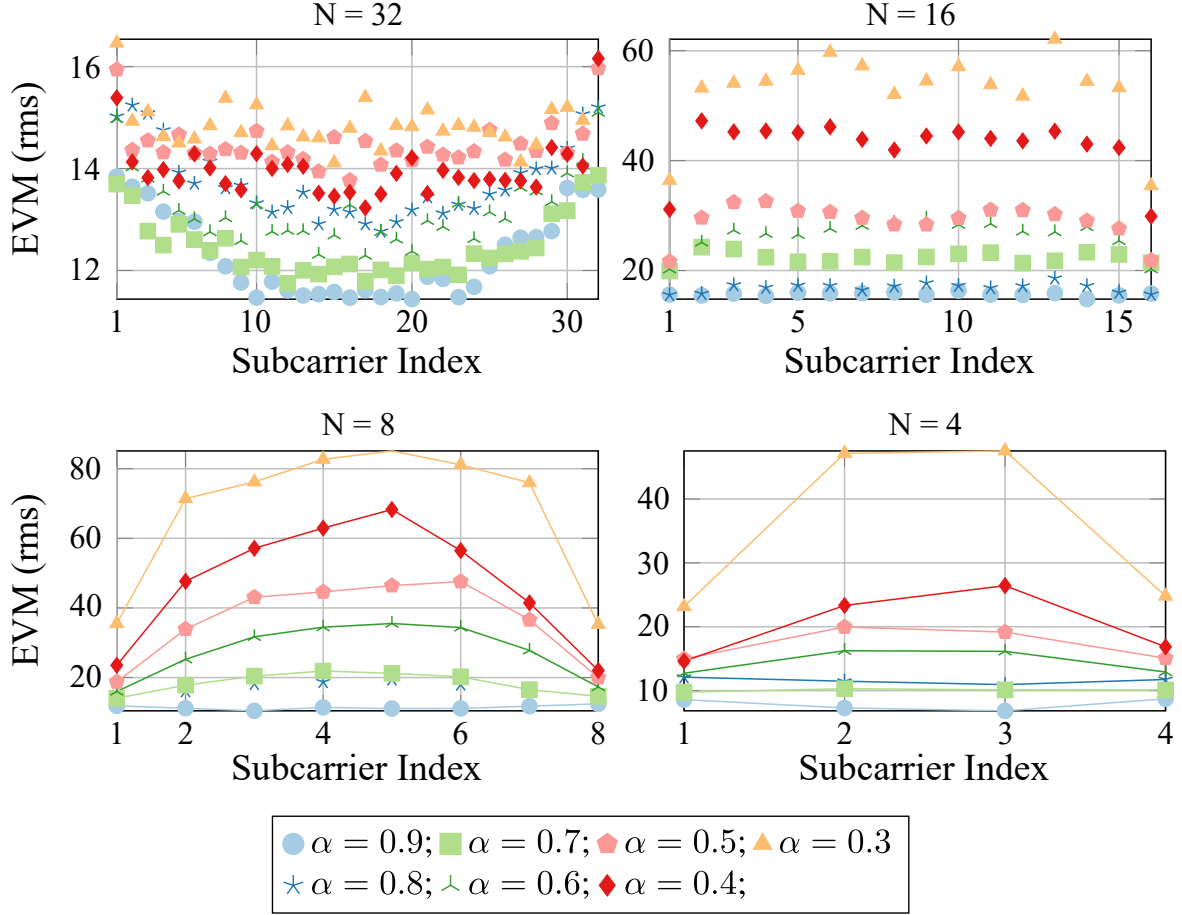 N = 32
N = 16
EVM (rms)
16
14
12
1
10
20
30
Subcarrier Index
60
40
20
1
5
10
15
Subcarrier Index
N = 8
N = 4
EVM (rms)
80
60
40
20
1
2
4
6
8
Subcarrier Index
40
30
20
10
1
2
3
4
Subcarrier Index
α = 0.9; α = 0.7; α = 0.5; α = 0.3
α = 0.8; α = 0.6; α = 0.4;